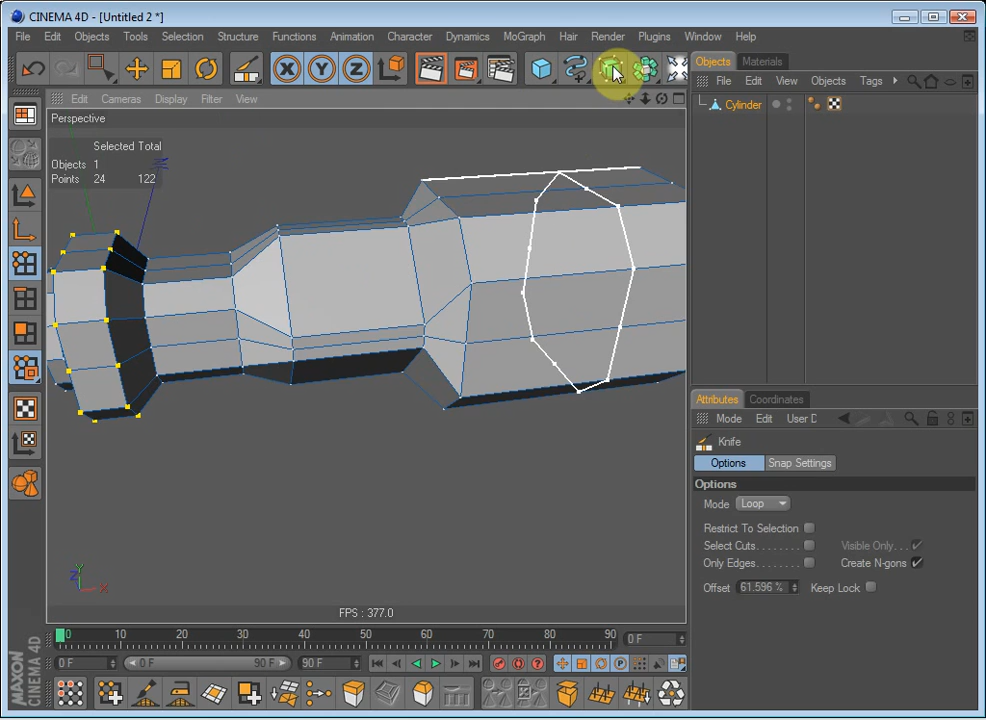 CINEMA 4D - [Untitled 2 *]
File Edit Objects Tools Selection Structure Functions Animation Character Dynamics MoGraph Hair Render Plugins Window Help
X Y Z
Objects Materials
File Edit View Objects Tags
Cylinder
Edit Cameras Display Filter View
Perspective
Selected Total
Objects 1
Points 24 122
Z X
FPS : 377.0
Attributes Coordinates
Mode Edit User D
Knife
Options Snap Settings
Options
Mode Loop
Restrict To Selection
Select Cuts. . . . . . . . Visible Only. . .
Only Edges. . . . . . . . Create N-gons
Offset 61.596 % Keep Lock
0 10 20 30 40 50 60 70 80 90 0 F
0 F 0 F 90 F 90 F
P
MAXON CINEMA 4D